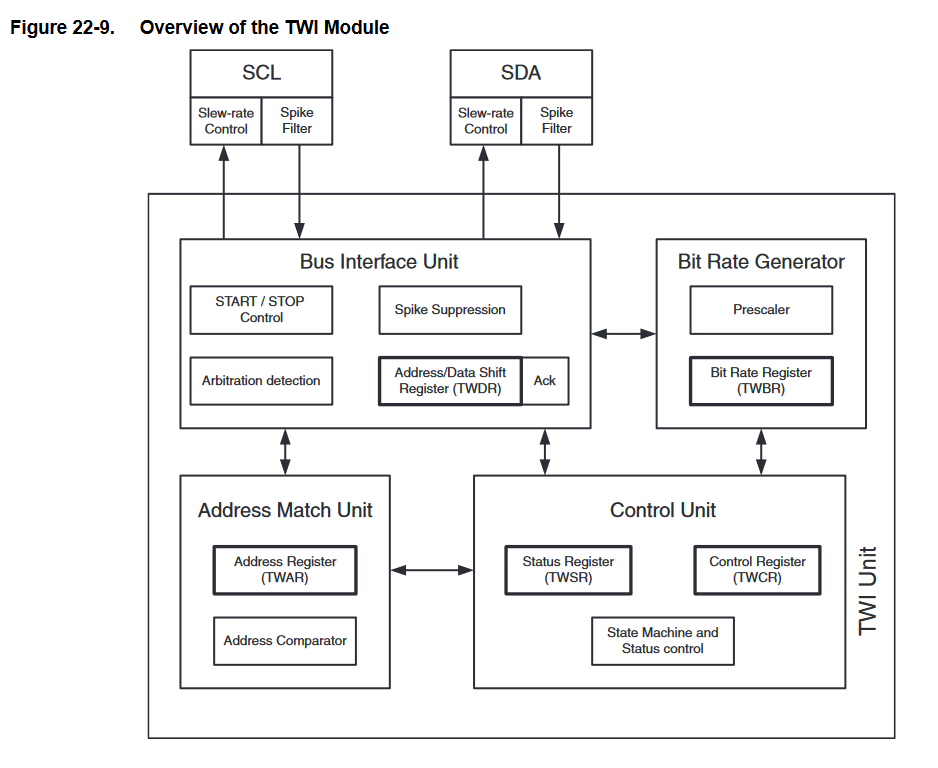 Figure 22-9. Overview of the TWI Module
SCL
Slew-rate
Control
Spike
Filter
SDA
Slew-rate
Control
Spike
Filter
Bus Interface Unit
START / STOP
Control
Spike Suppression
Arbitration detection
Address/Data Shift
Register (TWDR)
Ack
Bit Rate Generator
Prescaler
Bit Rate Register
(TWBR)
Address Match Unit
Address Register
(TWAR)
Address Comparator
Control Unit
Status Register
(TWSR)
Control Register
(TWCR)
State Machine and
Status control
TWI Unit